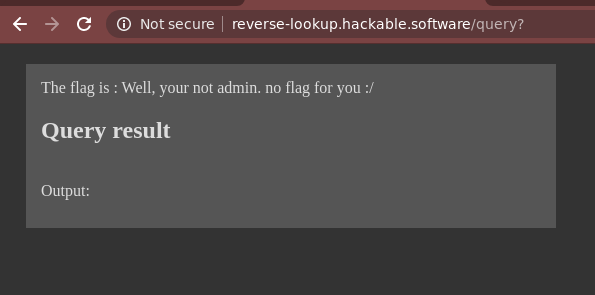 Not secure | reverse-lookup.hackable.software/query?
The flag is : Well, your not admin. no flag for you :/
Query result
Output: